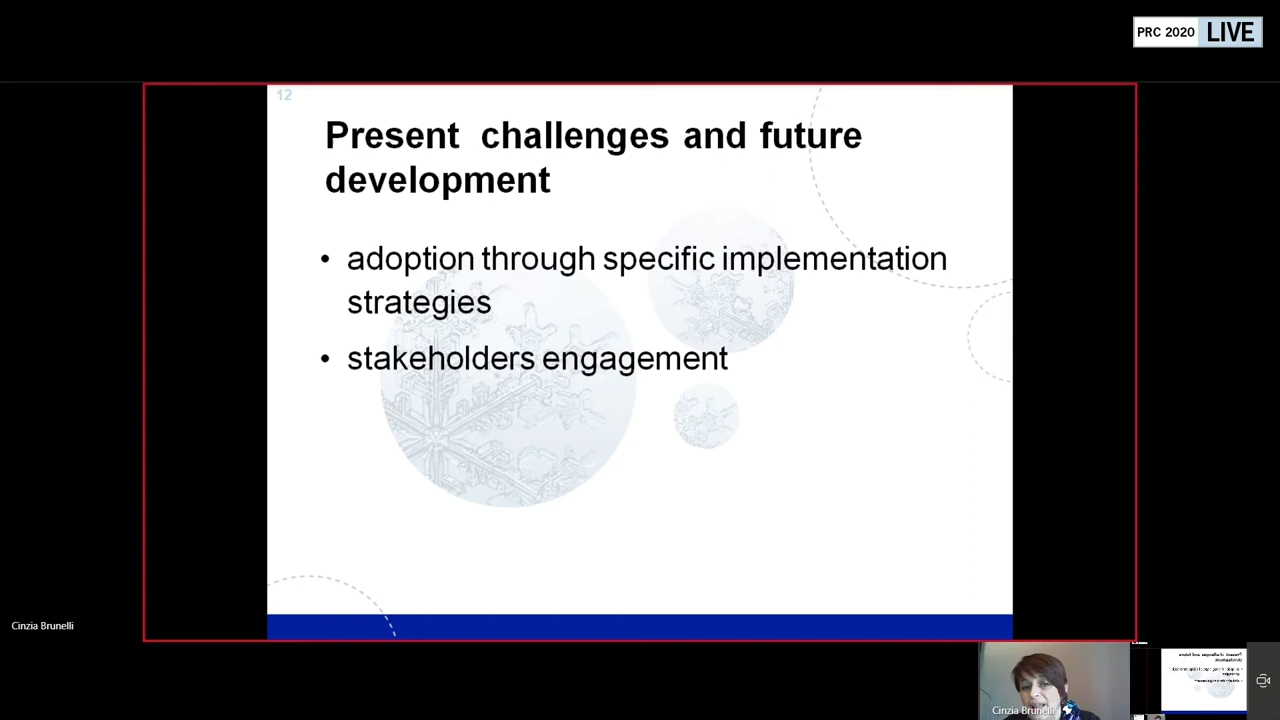 PRC 2020 LIVE
12
Present challenges and future
development
• adoption through specific implementation
strategies
• stakeholders engagement
Cinzia Brunelli
Cinzia Brunelli